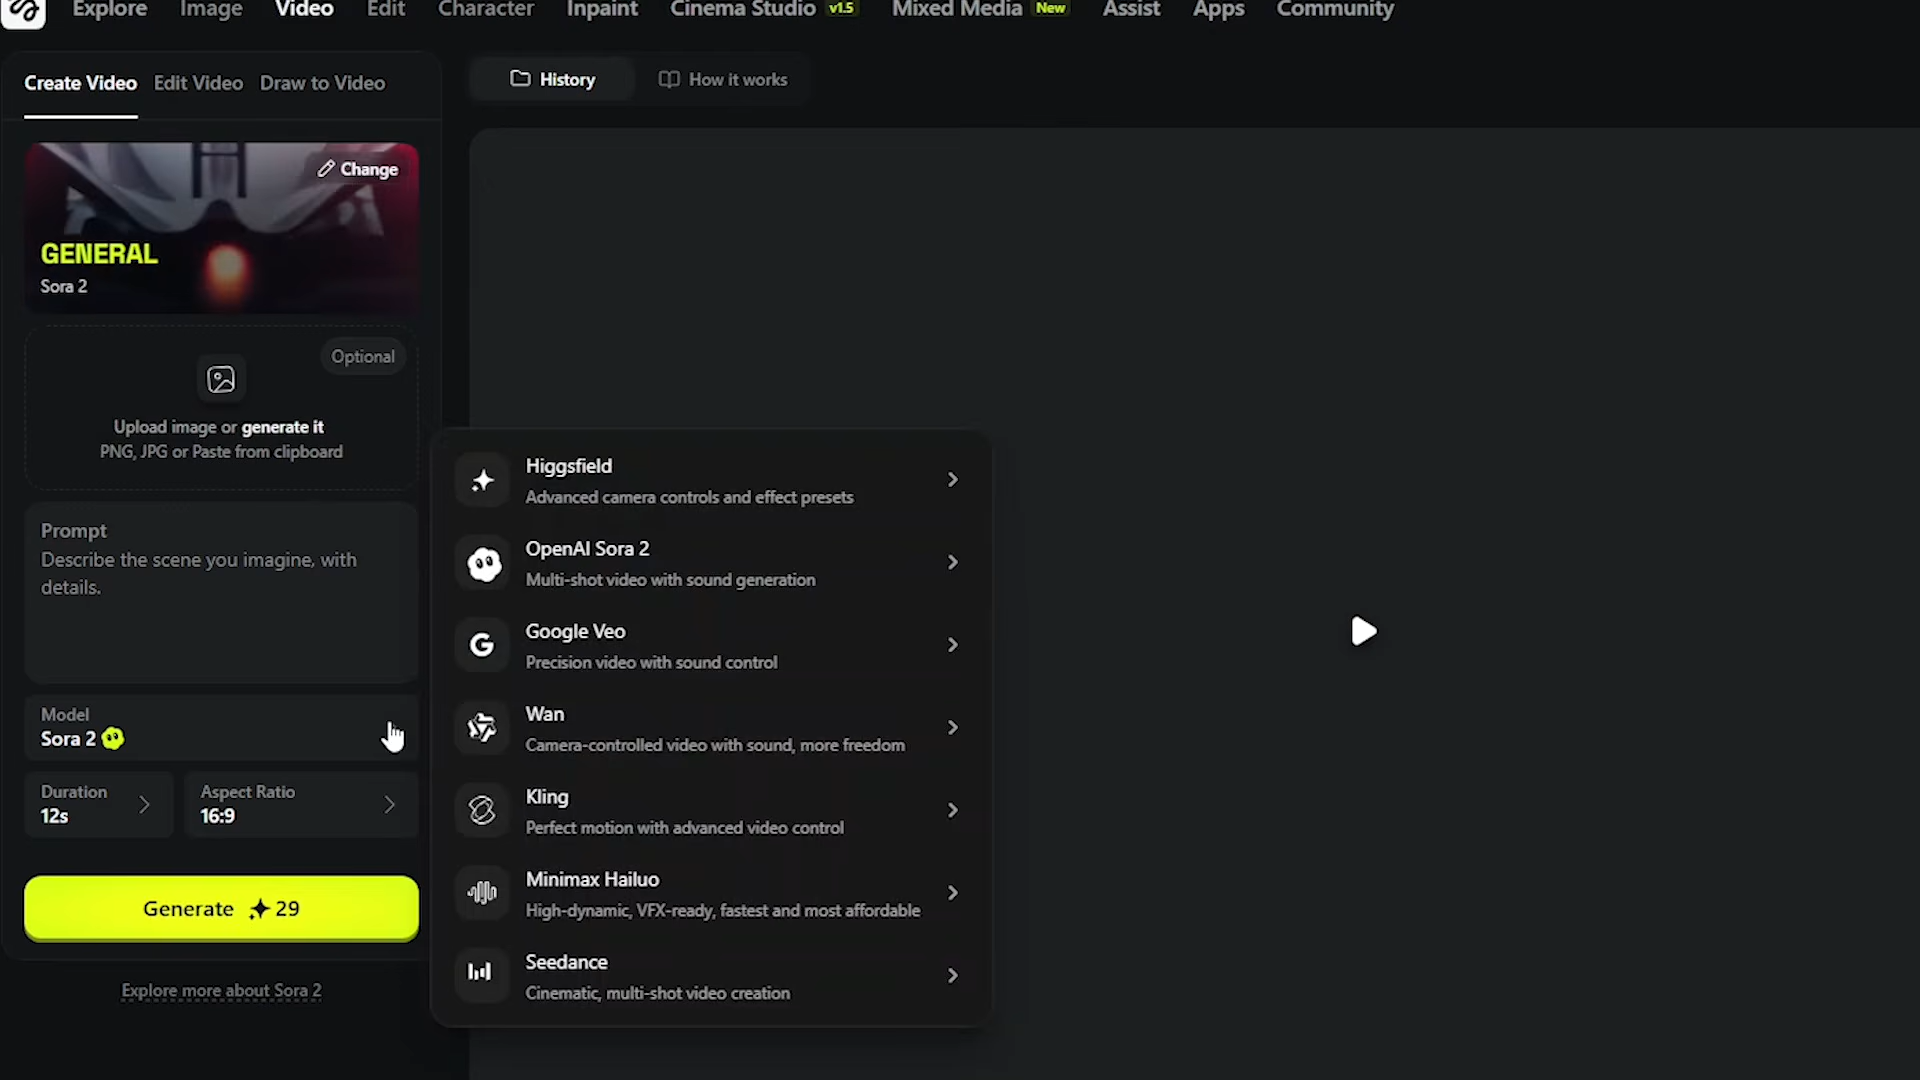 Explore Image Video Edit Character Inpaint Cinema Studio v1.5 Mixed Media New Assist Apps Community
Create Video Edit Video Draw to Video
History How it works
Change
GENERAL
Sora 2
Optional
Upload image or generate it
PNG, JPG or Paste from clipboard
Prompt
Describe the scene you imagine, with
details.
Model
Sora 2
Duration
12s
Aspect Ratio
16:9
Generate 29
Explore more about Sora 2
Higgsfield
Advanced camera controls and effect presets
OpenAI Sora 2
Multi-shot video with sound generation
Google Veo
Precision video with sound control
Wan
Camera-controlled video with sound, more freedom
Kling
Perfect motion with advanced video control
Minimax Hailuo
High-dynamic, VFX-ready, fastest and most affordable
Seedance
Cinematic, multi-shot video creation